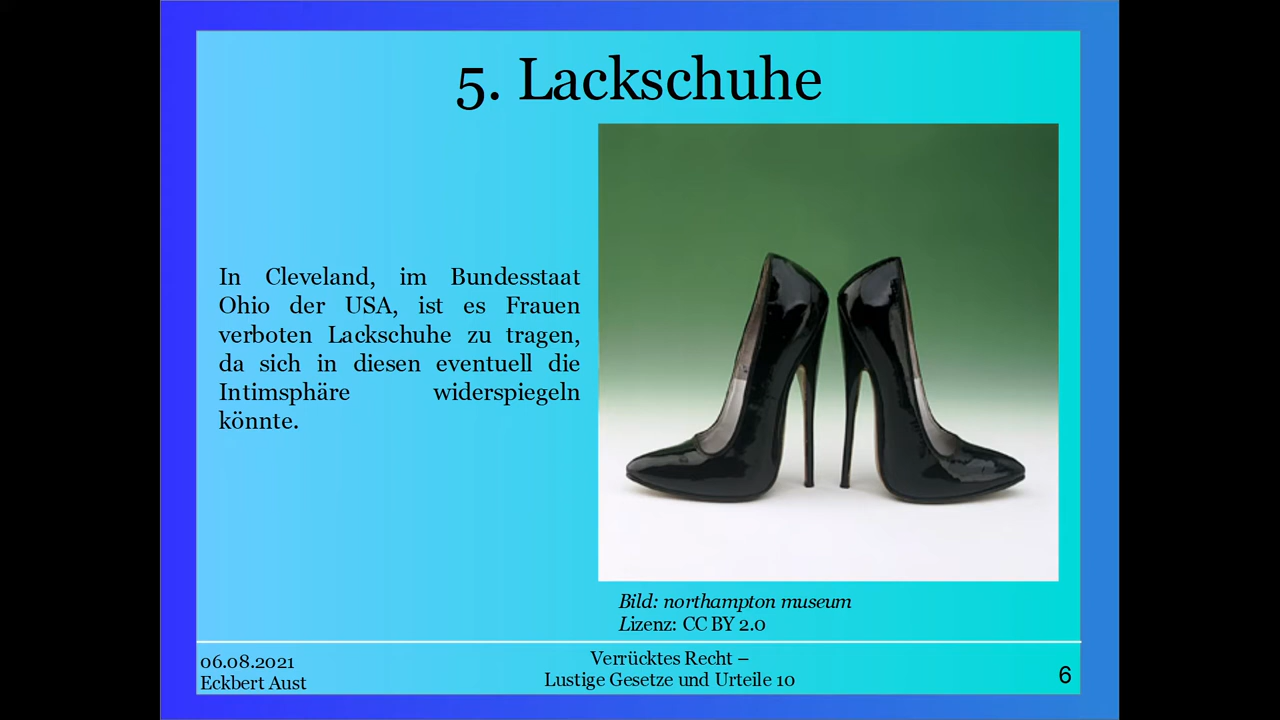 5. Lackschuhe
In Cleveland, im Bundesstaat
Ohio der USA, ist es Frauen
verboten Lackschuhe zu tragen,
da sich in diesen eventuell die
Intimsphäre widerspiegeln
könnte.
Bild: northampton museum
Lizenz: CC BY 2.0
06.08.2021
Eckbert Aust
Verrücktes Recht –
Lustige Gesetze und Urteile 10
6